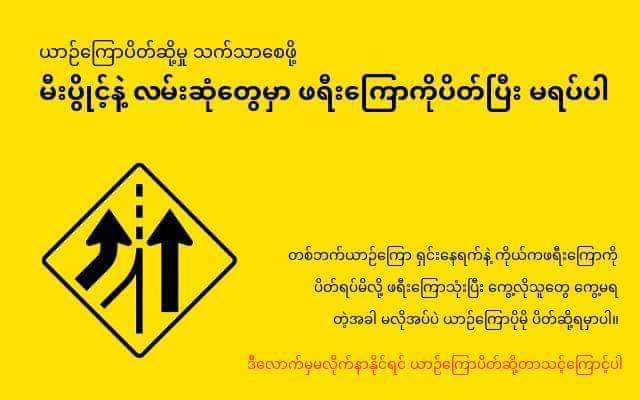 ယာဉ်ကြောပိတ်ဆို့မှု သက်သာစေဖို့
မီးပွိုင့်နဲ့ လမ်းဆုံတွေမှာ ဖရီးကြောကိုပိတ်ပြီး မရပ်ပါ
တစ်ဘက်ယာဉ်ကြော ရှင်းနေရက်နဲ့ ကိုယ်ကဖရီးကြောကို
ပိတ်ရပ်မိလို့ ဖရီးကြောသုံးပြီး ကွေ့လိုသူတွေ ကွေ့မရ
တဲ့အခါ မလိုအပ်ပဲ ယာဉ်ကြောပိုမို ပိတ်ဆို့ရမှာပါ။
ဒီလောက်မှမလိုက်နာနိုင်ရင် ယာဉ်ကြောပိတ်ဆို့တာသင့်ကြောင့်ပါ